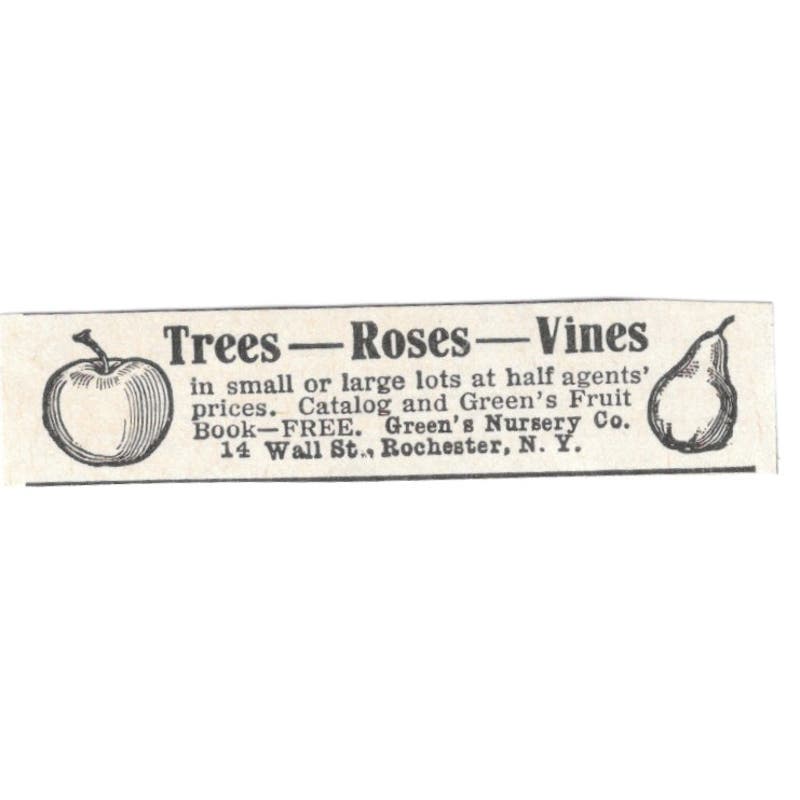 Trees—Roses—Vines
in small or large lots at half agents'
prices. Catalog and Green's Fruit
Book—FREE. Green's Nursery Co.
14 Wall St., Rochester, N. Y.